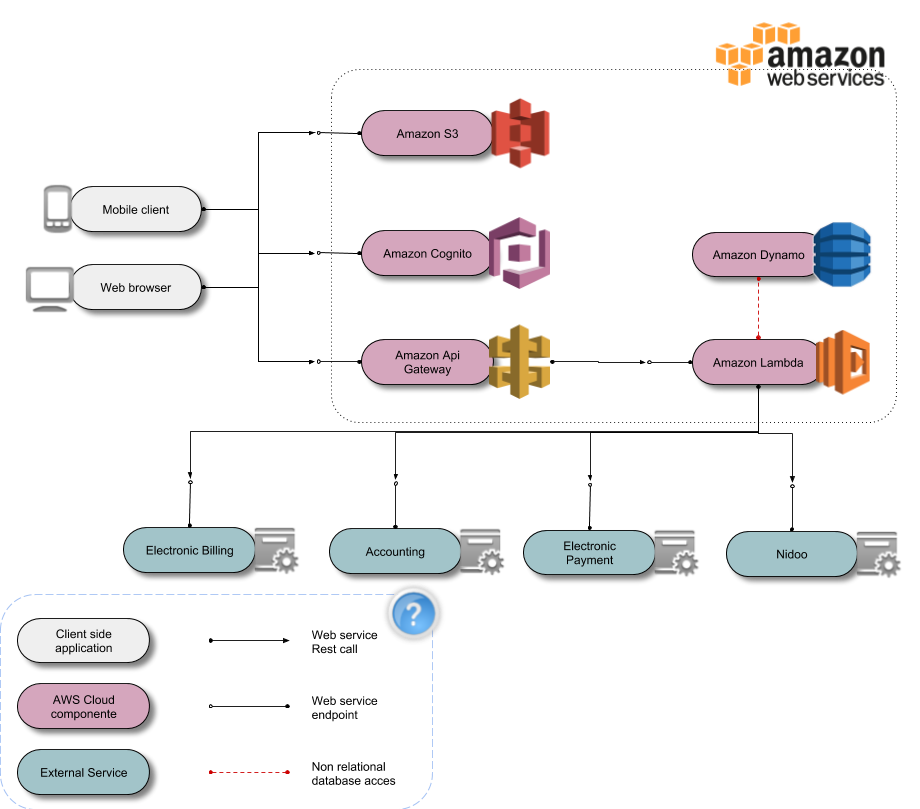 amazon
web services
Amazon S3
Mobile client
Amazon Cognito
Amazon Dynamo
Web browser
Amazon Api
Gateway
Amazon Lambda
Electronic Billing
Accounting
Electronic
Payment
Nidoo
?
Client side
application
Web service
Rest call
AWS Cloud
componente
Web service
endpoint
External Service
Non relational
database acces